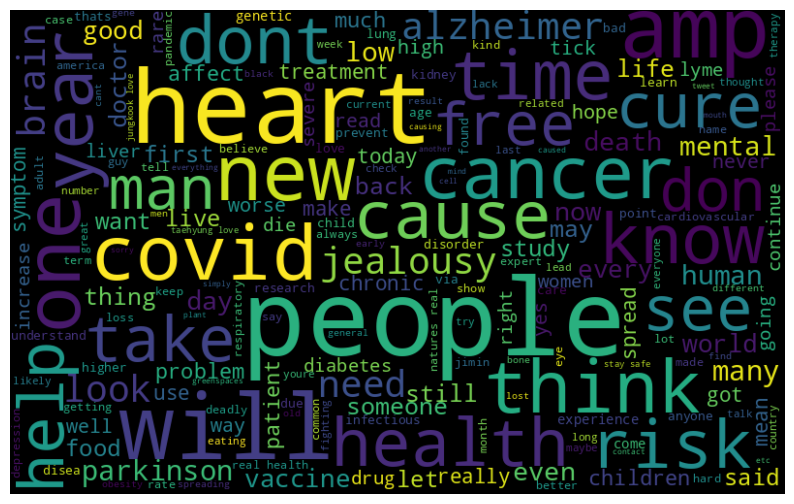 case
thats
gene
good
pandemic
genetic
rare
dont
much
lung
week
low
high
alzheimer
kind
tick
bad
amp
thought
therapy
brain
doctor
america
cant
affect
black
treatment
kidney
lack
current
result
time
life
learn
lyme
tweet
please
year
jungkook love
heart
severe
read
love
prevent
age
causing
free
related
hope
cure
mouth
symptom
liver
first
guy
believe
everything
today
check
another
mind
cell
found
last
caused
death
name
mental
never
adult
number
tell
man
new
back
cancer
don
one
increase
want
live
men
taehyung love
worse
die
make
child
always
cause
now
may
point
cardiovascular
know
continue
term
great
sorry
covid
jealousy
early
disorder
expert
study
lead
every
everyone
human
different
thing
keep
simply
research
chronic
via
women
yes
care
understand
loss
day
respiratory
plant
say
people
show
natures real
right
spread
see
going
help
take
higher
problem
general
try
jimin
bone
eye
stay safe
lot
world
made
find
likely
look
use
greenspaces
youre
diabetes
need
still
think
lost
many
depression
getting
well
deadly
way
eating
patient
due
old
common
fighting
someone
infectious
month
experience
long
maybe
come
contact
anyone
mean
got
talk
country
food
will
health
really
risk
disea
parkinson
obesity
rate
spreading
real health
vaccine
drug
let
even
better
children
hard
etc
said